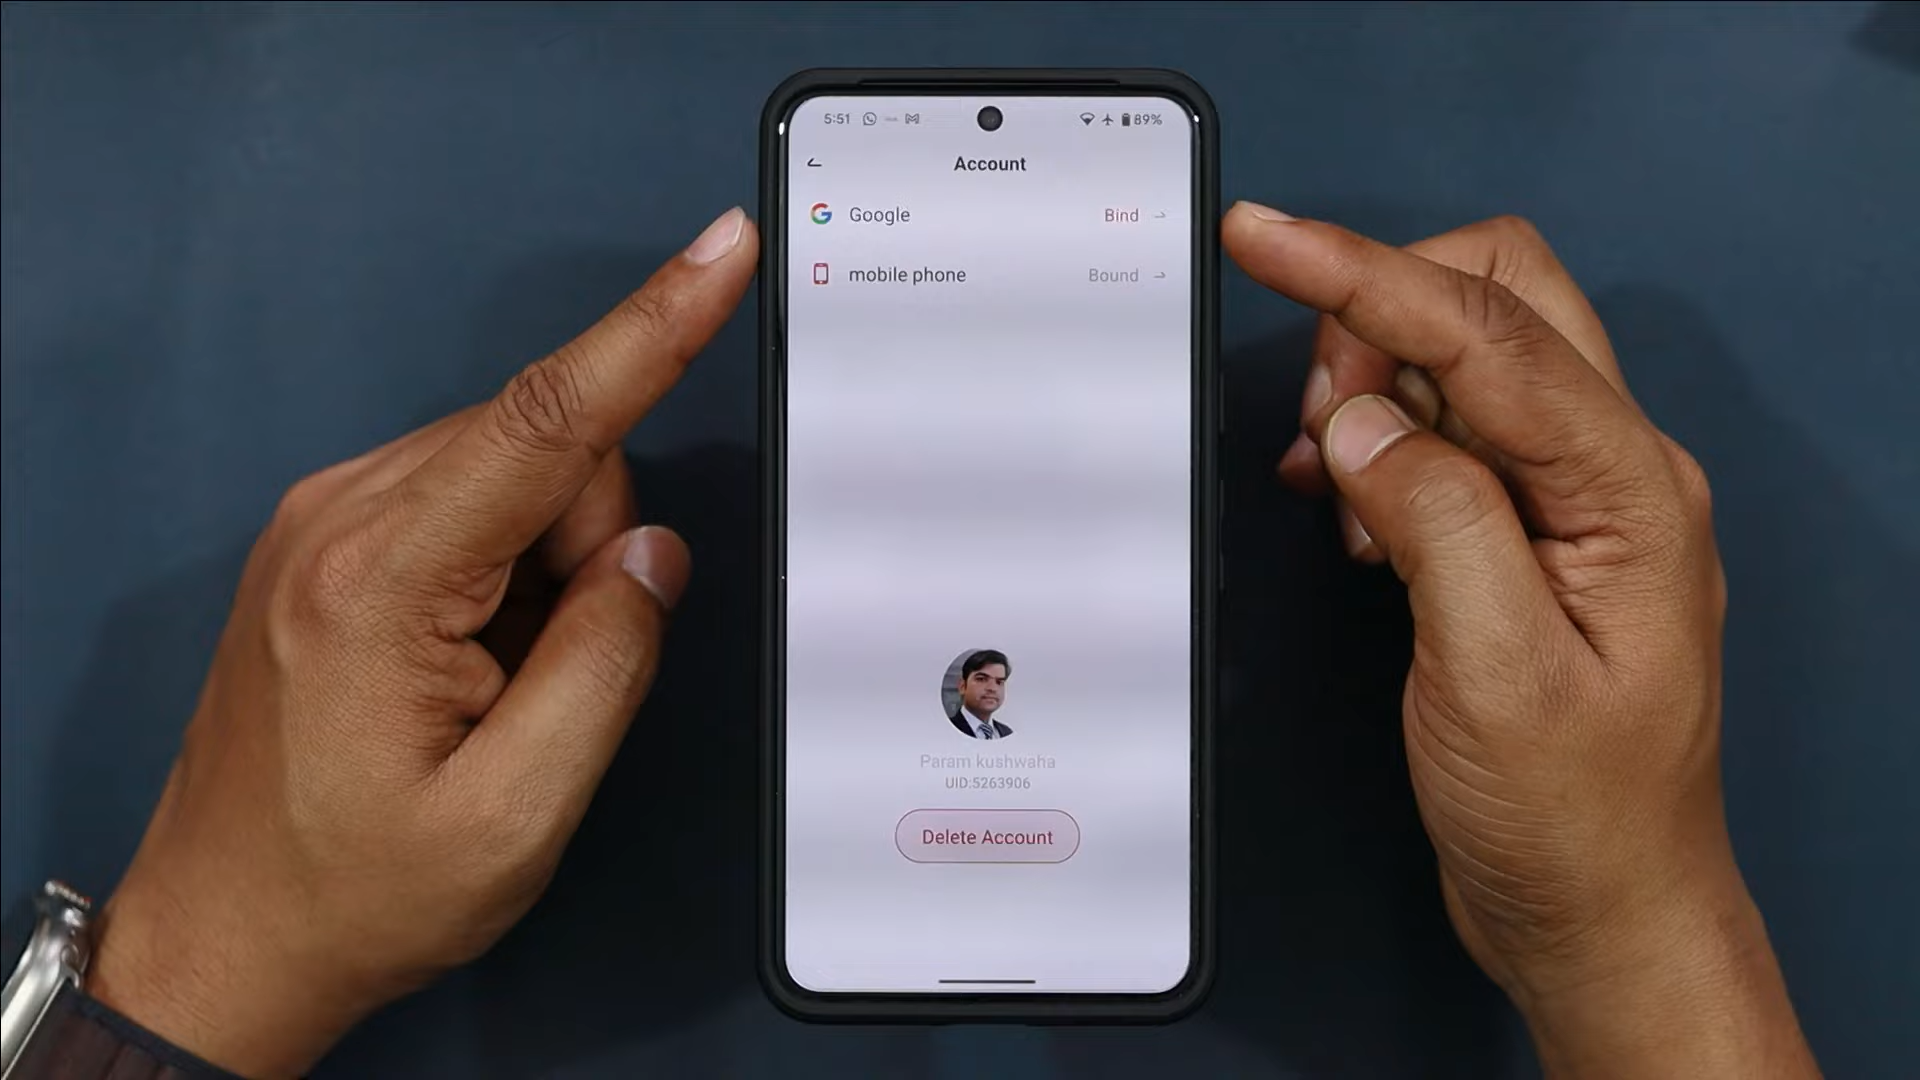 5:51
89%
Account
Google
Bind
mobile phone
Bound
Param kushwaha
UID:5263906
Delete Account